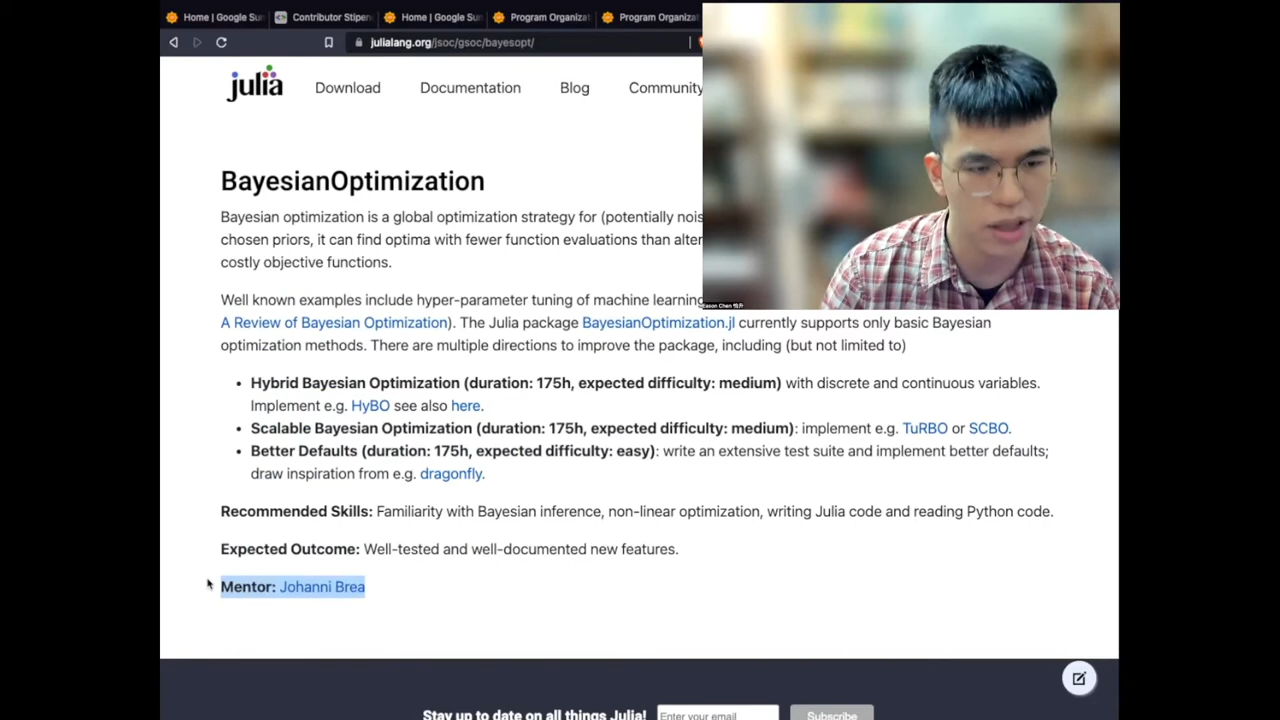 Home | Google Sum
Contributor Stipen
Home | Google Sum
Program Organizat
Program Organizat
julialang.org/jsoc/gsoc/bayesopt/
julia
Download
Documentation
Blog
Community
BayesianOptimization
Bayesian optimization is a global optimization strategy for (potentially nois
chosen priors, it can find optima with fewer function evaluations than alter
costly objective functions.
Well known examples include hyper-parameter tuning of machine learning
A Review of Bayesian Optimization). The Julia package BayesianOptimization.jl currently supports only basic Bayesian
optimization methods. There are multiple directions to improve the package, including (but not limited to)
• Hybrid Bayesian Optimization (duration: 175h, expected difficulty: medium) with discrete and continuous variables.
Implement e.g. HyBO see also here.
• Scalable Bayesian Optimization (duration: 175h, expected difficulty: medium): implement e.g. TuRBO or SCBO.
• Better Defaults (duration: 175h, expected difficulty: easy): write an extensive test suite and implement better defaults;
draw inspiration from e.g. dragonfly.
Recommended Skills: Familiarity with Bayesian inference, non-linear optimization, writing Julia code and reading Python code.
Expected Outcome: Well-tested and well-documented new features.
Mentor: Johanni Brea
Stay up to date on all things Julia!
Enter your email
Subscribe